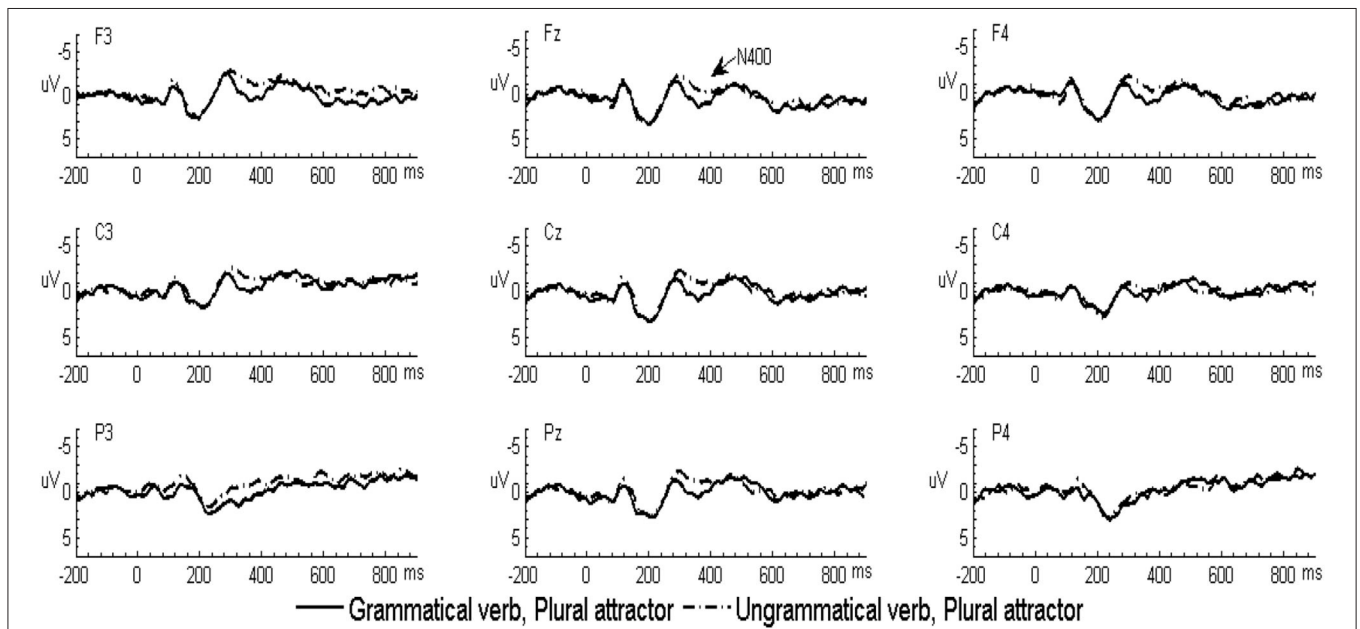 F3 Fz F4
N400
-5 -5 -5
uV 0 uV 0 uV 0
5 5 5
-200 0 200 400 600 800 ms -200 0 200 400 600 800 ms -200 0 200 400 600 800 ms
C3 Cz C4
-5 -5 -5
uV 0 uV 0 uV 0
5 5 5
-200 0 200 400 600 800 ms -200 0 200 400 600 800 ms -200 0 200 400 600 800 ms
P3 Pz P4
-5 -5 -5
uV 0 uV 0 uV 0
5 5 5
-200 0 200 400 600 800 ms -200 0 200 400 600 800 ms -200 0 200 400 600 800 ms
Grammatical verb, Plural attractor Ungrammatical verb, Plural attractor